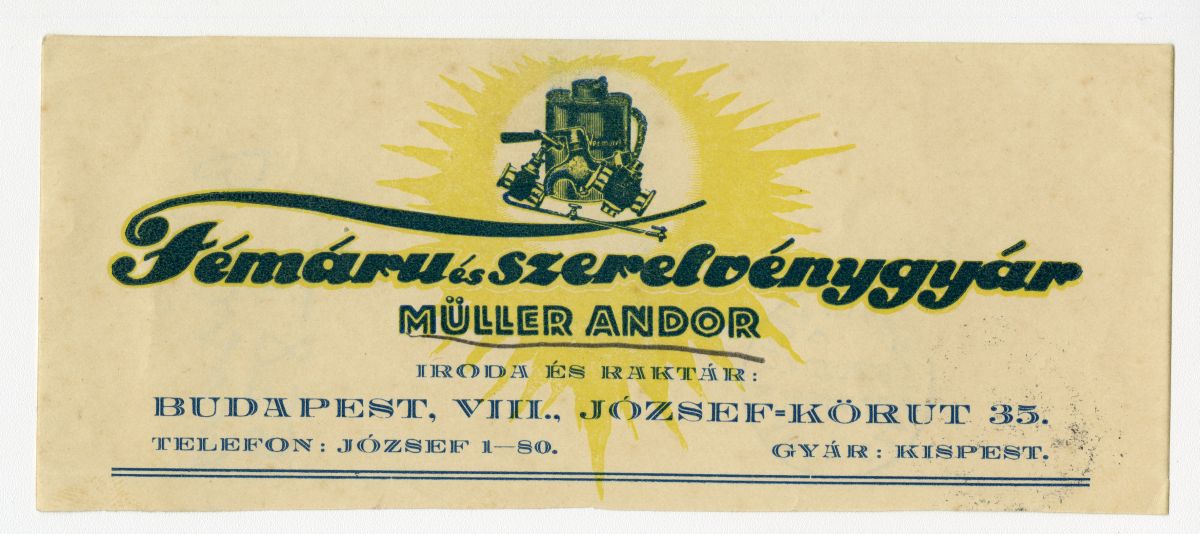 Fémáru és szerelvénygyár
MÜLLER ANDOR
IRODA ÉS RAKTÁR:
BUDAPEST, VIII., JÓZSEF=KÖRUT 35.
TELEFON: JÓZSEF 1—80. GYÁR: KISPEST.